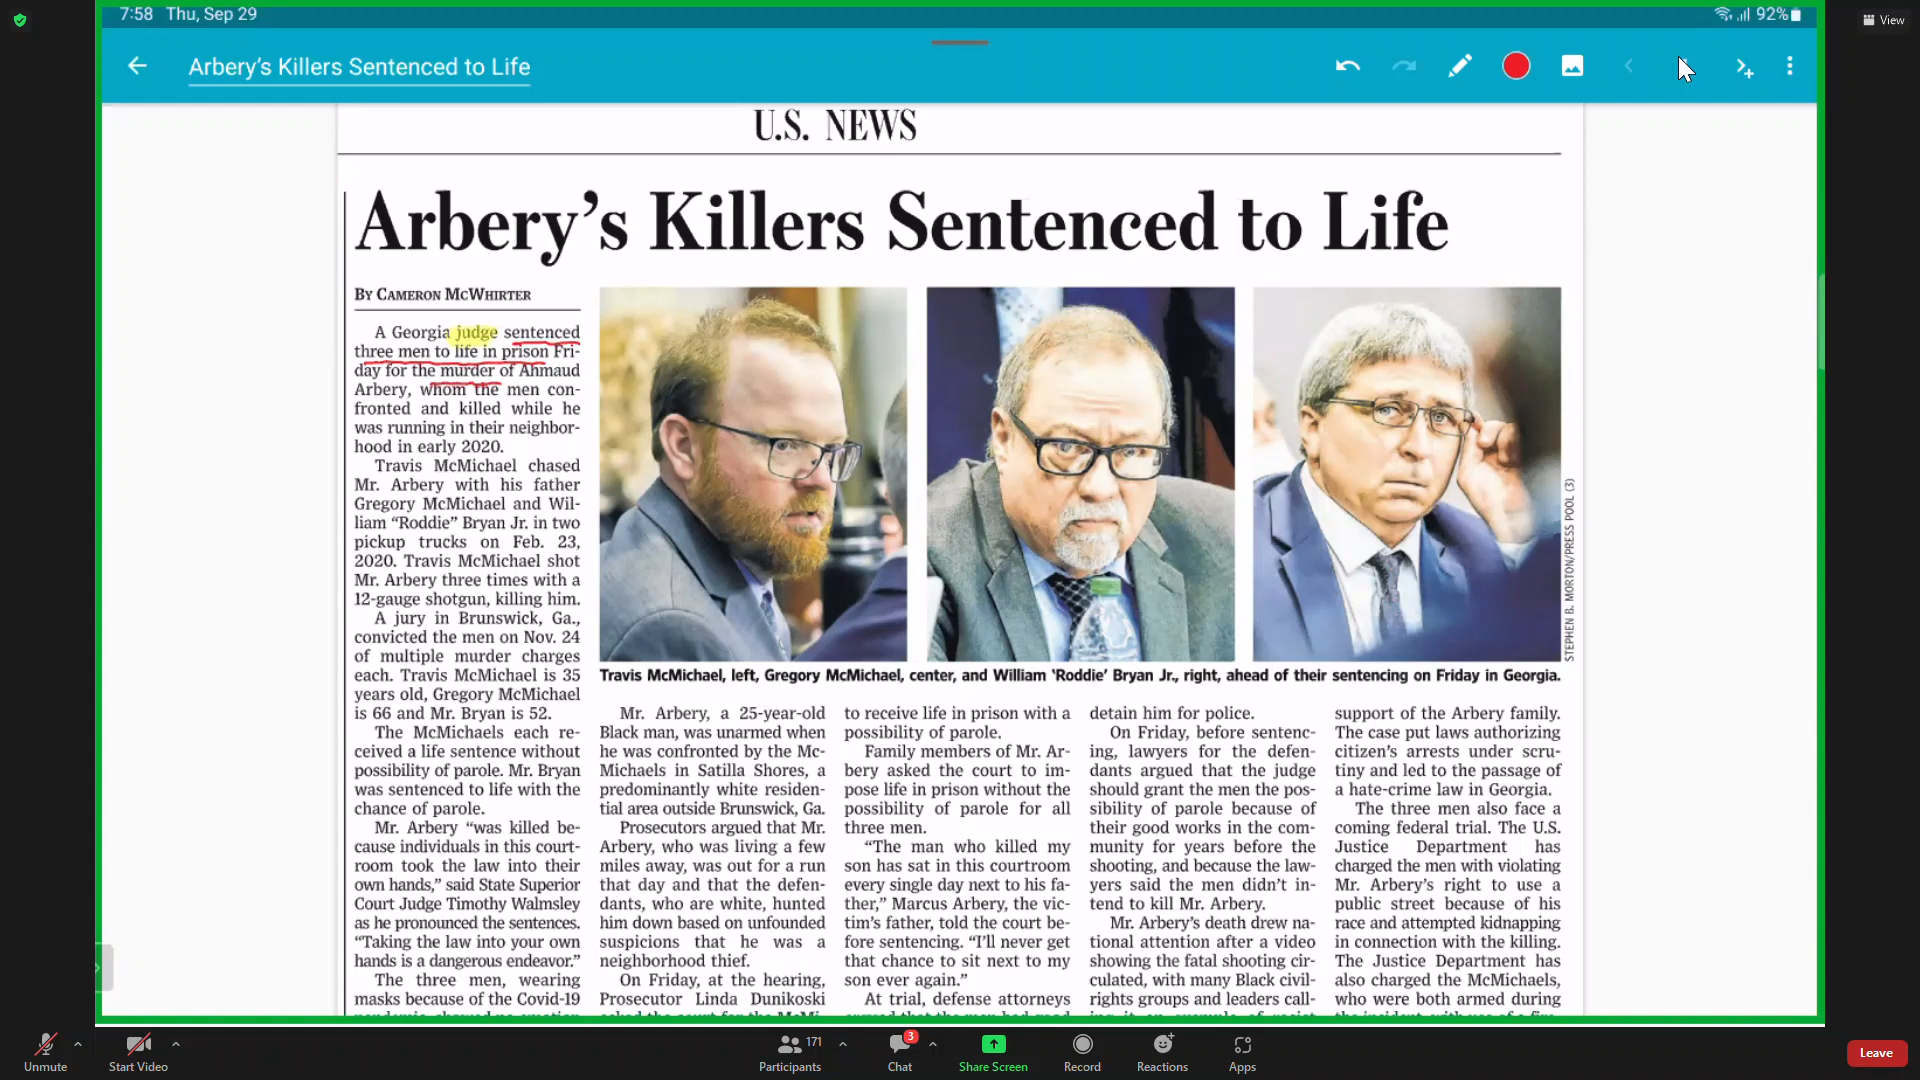 7:58 Thu, Sep 29
92%
View
Arbery's Killers Sentenced to Life
U.S. NEWS
Arbery's Killers Sentenced to Life
BY CAMERON MCWHIRTER
A Georgia judge sentenced
three men to life in prison Fri-
day for the murder of Ahmaud
Arbery, whom the men con-
fronted and killed while he
was running in their neighbor-
hood in early 2020.
Travis McMichael chased
Mr. Arbery with his father
Gregory McMichael and Wil-
liam “Roddie” Bryan Jr. in two
pickup trucks on Feb. 23,
2020. Travis McMichael shot
Mr. Arbery three times with a
12-gauge shotgun, killing him.
A jury in Brunswick, Ga.,
convicted the men on Nov. 24
of multiple murder charges
each. Travis McMichael is 35
years old, Gregory McMichael
is 66 and Mr. Bryan is 52.
The McMichaels each re-
ceived a life sentence without
possibility of parole. Mr. Bryan
was sentenced to life with the
chance of parole.
Mr. Arbery “was killed be-
cause individuals in this court-
room took the law into their
own hands,” said State Superior
Court Judge Timothy Walmsley
as he pronounced the sentences.
“Taking the law into your own
hands is a dangerous endeavor.”
The three men, wearing
masks because of the Covid-19
STEPHEN B. MORTON/PRESS POOL (3)
Travis McMichael, left, Gregory McMichael, center, and William ‘Roddie’ Bryan Jr., right, ahead of their sentencing on Friday in Georgia.
Mr. Arbery, a 25-year-old
Black man, was unarmed when
he was confronted by the Mc-
Michaels in Satilla Shores, a
predominantly white residen-
tial area outside Brunswick, Ga.
Prosecutors argued that Mr.
Arbery, who was living a few
miles away, was out for a run
that day and that the defen-
dants, who are white, hunted
him down based on unfounded
suspicions that he was a
neighborhood thief.
On Friday, at the hearing,
Prosecutor Linda Dunikoski
to receive life in prison with a
possibility of parole.
Family members of Mr. Ar-
bery asked the court to im-
pose life in prison without the
possibility of parole for all
three men.
“The man who killed my
son has sat in this courtroom
every single day next to his fa-
ther,” Marcus Arbery, the vic-
tim's father, told the court be-
fore sentencing. “I'll never get
that chance to sit next to my
son ever again.”
At trial, defense attorneys
detain him for police.
On Friday, before sentenc-
ing, lawyers for the defen-
dants argued that the judge
should grant the men the pos-
sibility of parole because of
their good works in the com-
munity for years before the
shooting, and because the law-
yers said the men didn't in-
tend to kill Mr. Arbery.
Mr. Arbery's death drew na-
tional attention after a video
showing the fatal shooting cir-
culated, with many Black civil-
rights groups and leaders call-
support of the Arbery family.
The case put laws authorizing
citizen's arrests under scru-
tiny and led to the passage of
a hate-crime law in Georgia.
The three men also face a
coming federal trial. The U.S.
Justice Department has
charged the men with violating
Mr. Arbery's right to use a
public street because of his
race and attempted kidnapping
in connection with the killing.
The Justice Department has
also charged the McMichaels,
who were both armed during
Unmute
Start Video
171
Participants
3
Chat
Share Screen
Record
Reactions
Apps
Leave